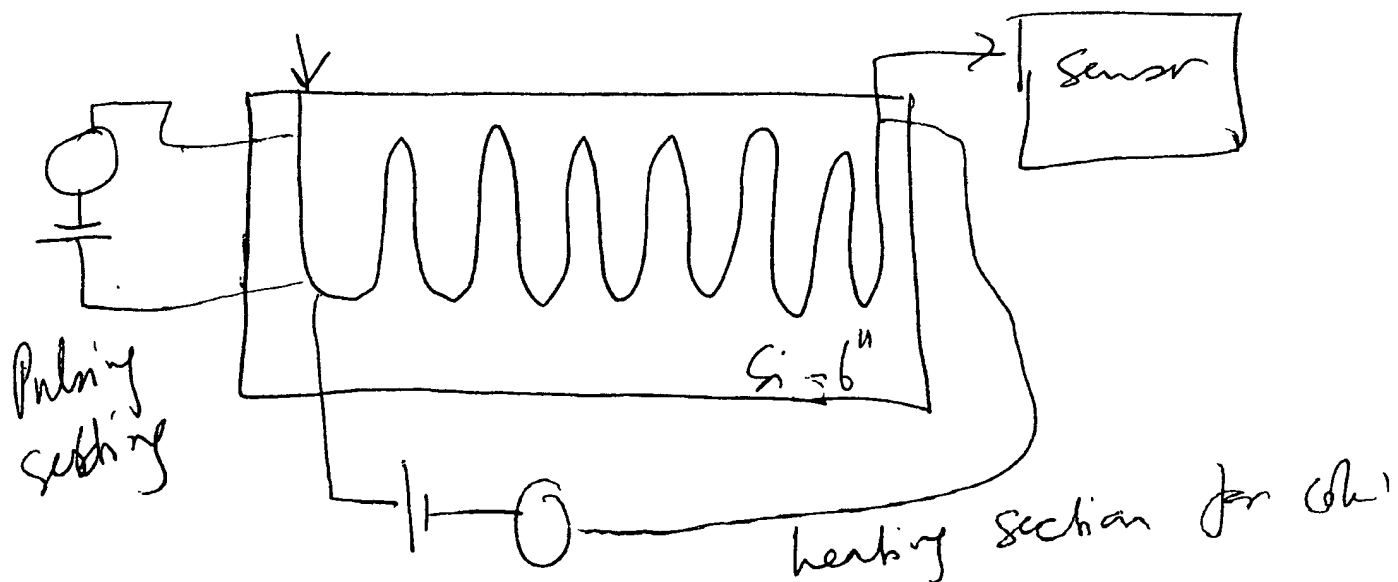 Sensor
Si = 6"
Pulsing
setting
heating section for